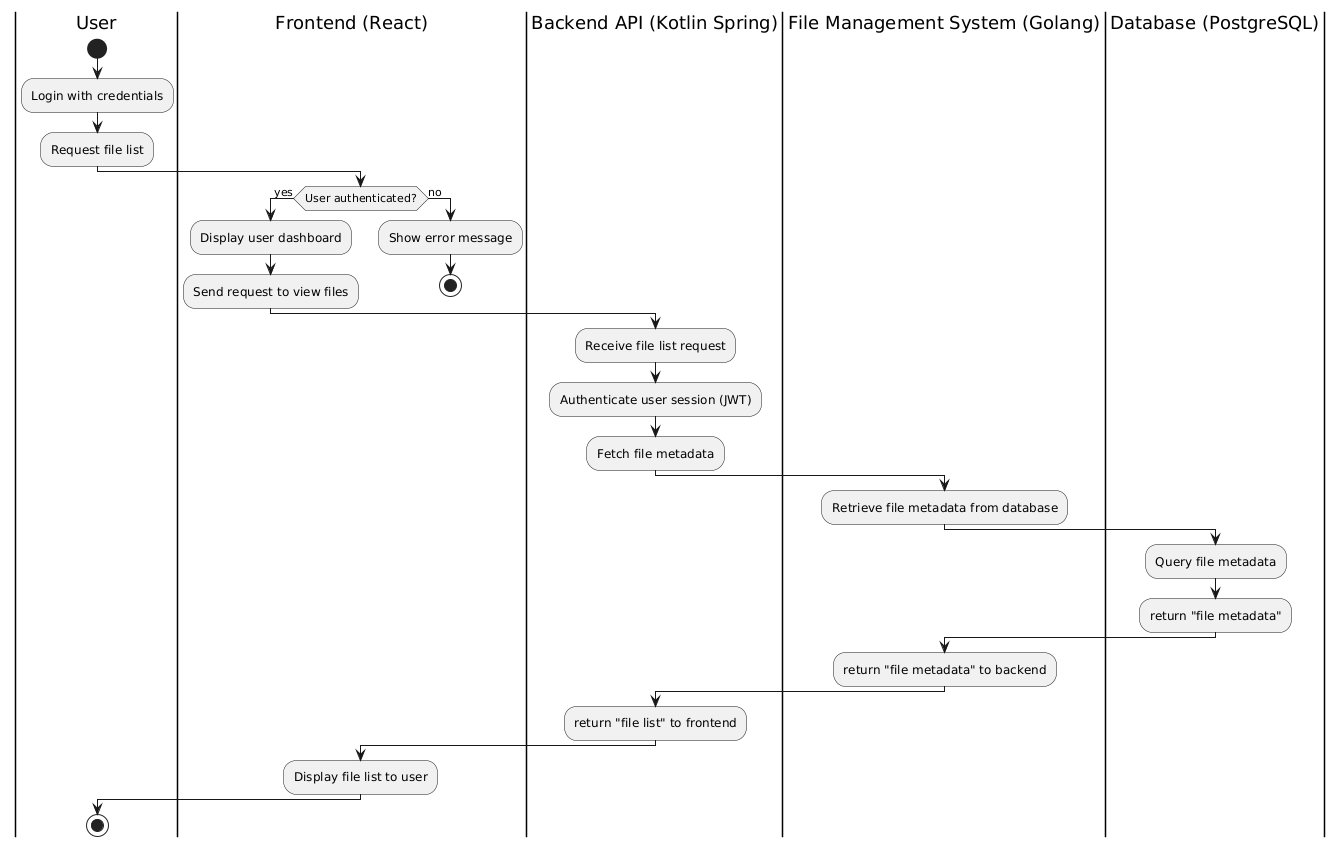 User
Frontend (React)
Backend API (Kotlin Spring)
File Management System (Golang)
Database (PostgreSQL)
Login with credentials
Request file list
yes
User authenticated?
no
Display user dashboard
Show error message
Send request to view files
Receive file list request
Authenticate user session (JWT)
Fetch file metadata
Retrieve file metadata from database
Query file metadata
return "file metadata"
return "file metadata" to backend
return "file list" to frontend
Display file list to user